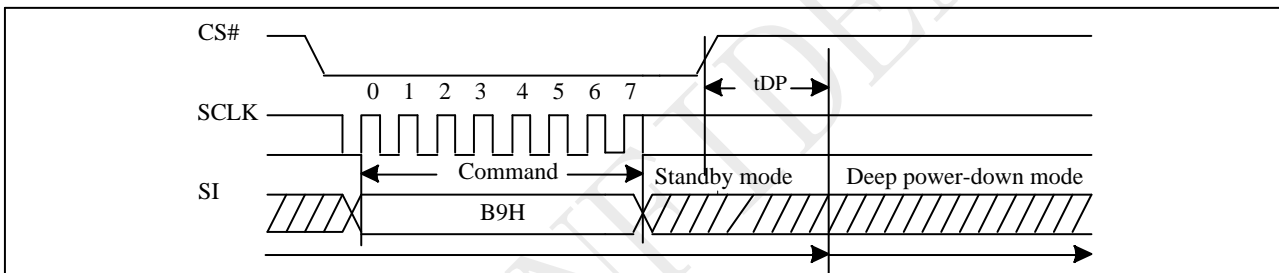 CS#
0 1 2 3 4 5 6 7
tDP
SCLK
Command
Standby mode
Deep power-down mode
SI
B9H